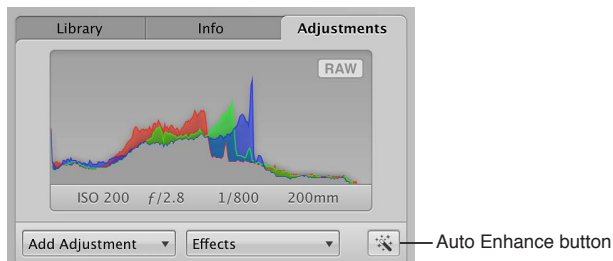 Library Info Adjustments
RAW
ISO 200 ƒ/2.8 1/800 200mm
Add Adjustment Effects Auto Enhance button